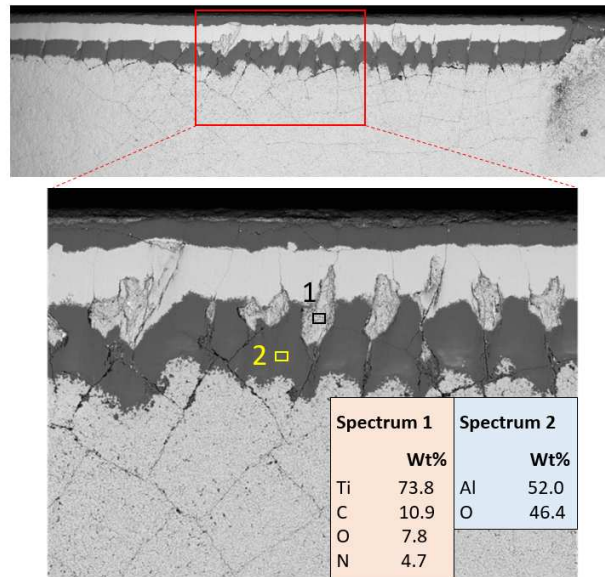 1
2
Spectrum 1
Wt%
Ti 73.8
C 10.9
O 7.8
N 4.7
Spectrum 2
Wt%
Al 52.0
O 46.4